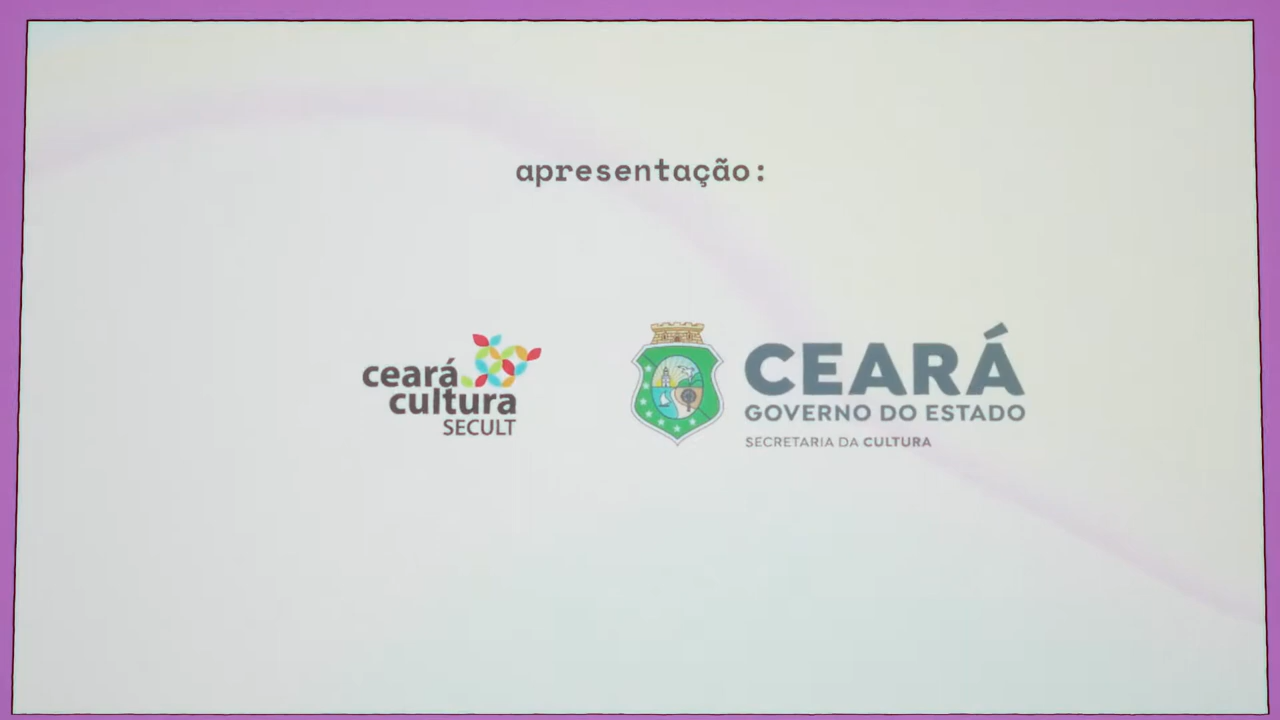 apresentação:
ceará
cultura
SECULT
CEARÁ
GOVERNO DO ESTADO
SECRETARIA DA CULTURA